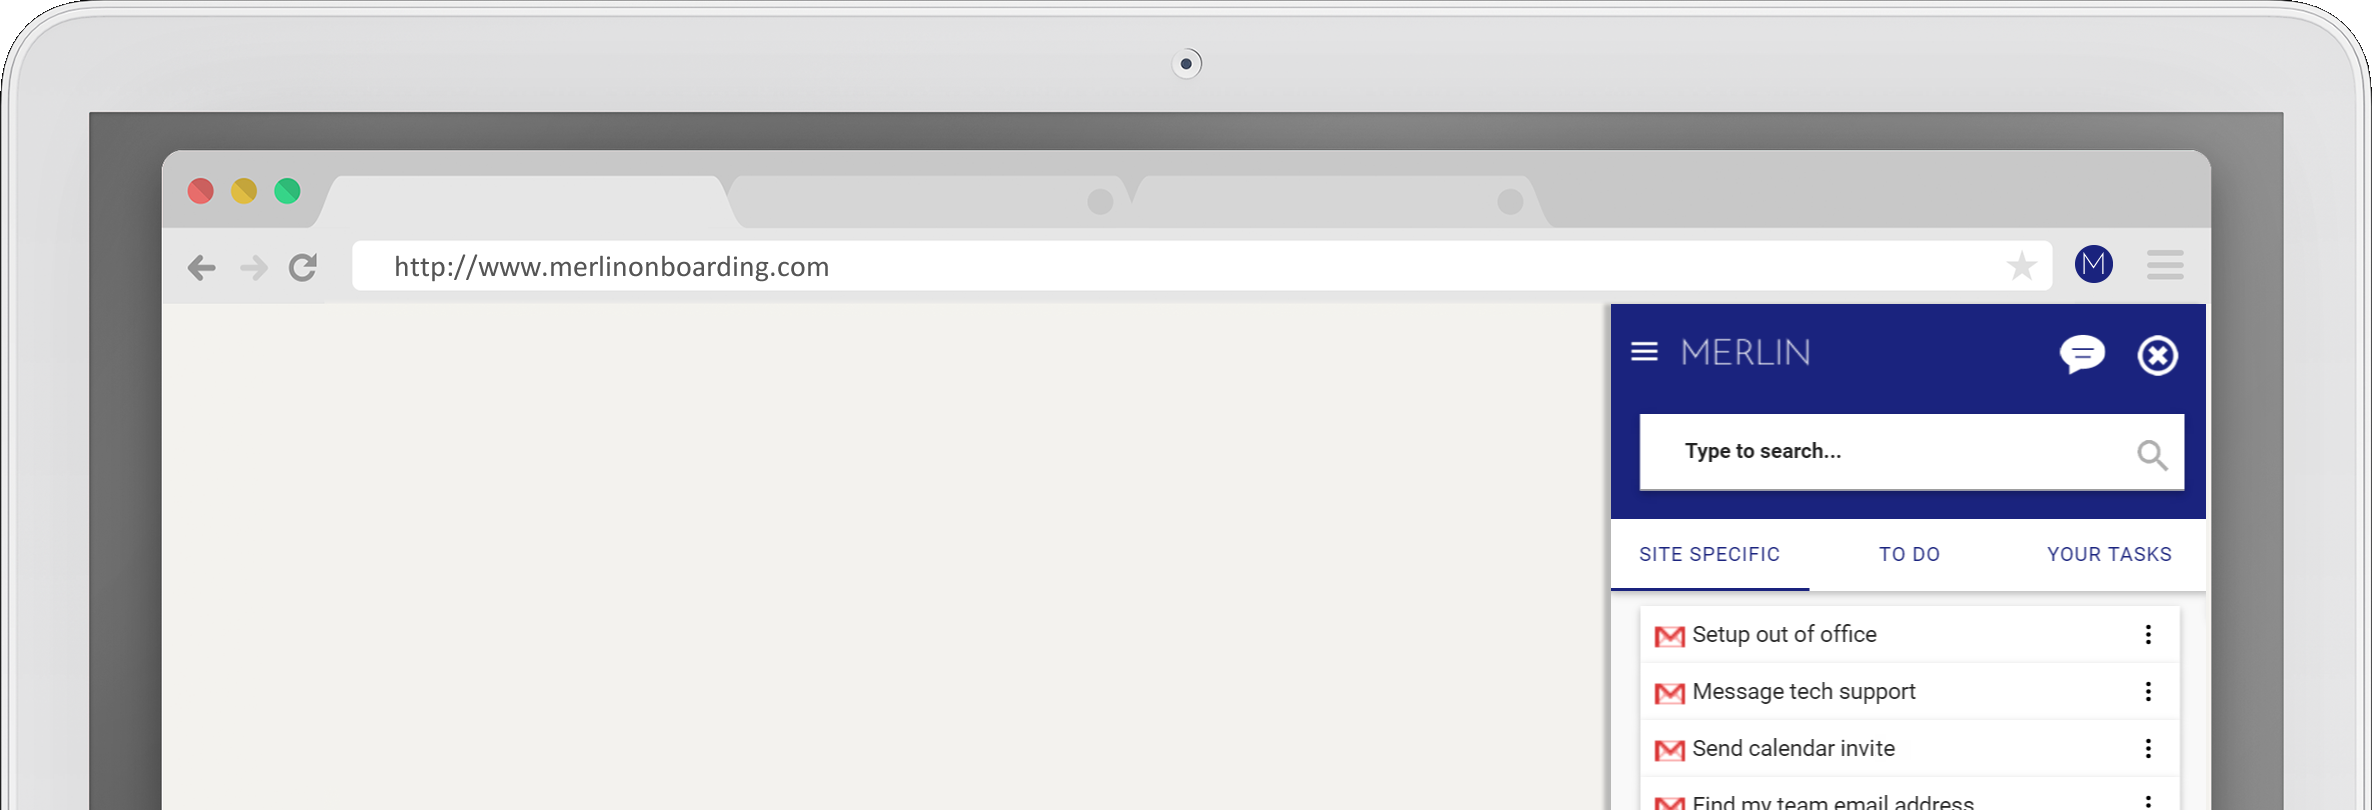 http://www.merlinonboarding.com
M
MERLIN
Type to search...
SITE SPECIFIC
TO DO
YOUR TASKS
Setup out of office
Message tech support
Send calendar invite
Find my team email address